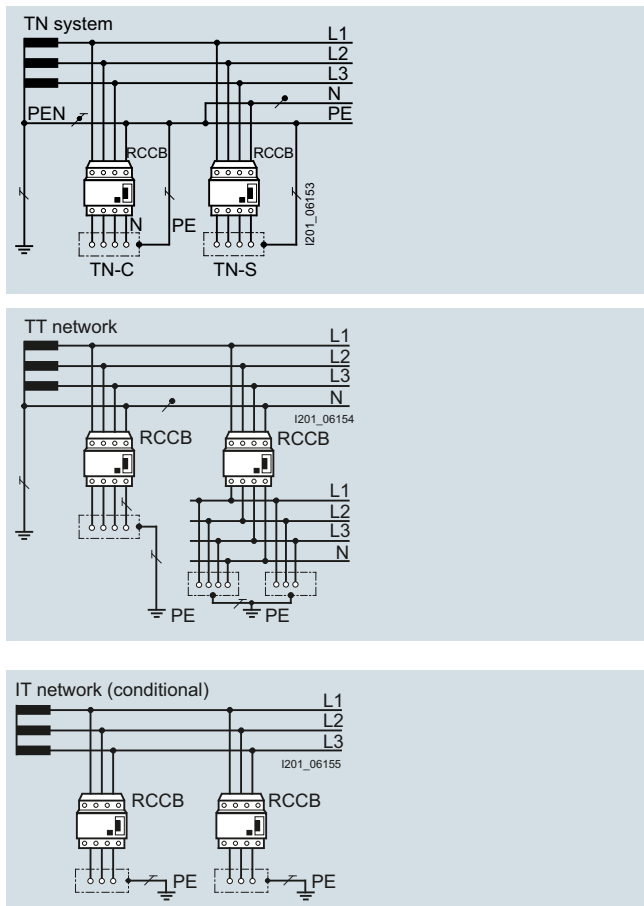 TN system
L1
L2
L3
N
PEN
PE
RCCB
RCCB
N
PE
I201_06153
TN-C
TN-S
TT network
L1
L2
L3
N
I201_06154
RCCB
RCCB
L1
L2
L3
N
PE
PE
IT network (conditional)
L1
L2
L3
I201_06155
RCCB
RCCB
PE
PE